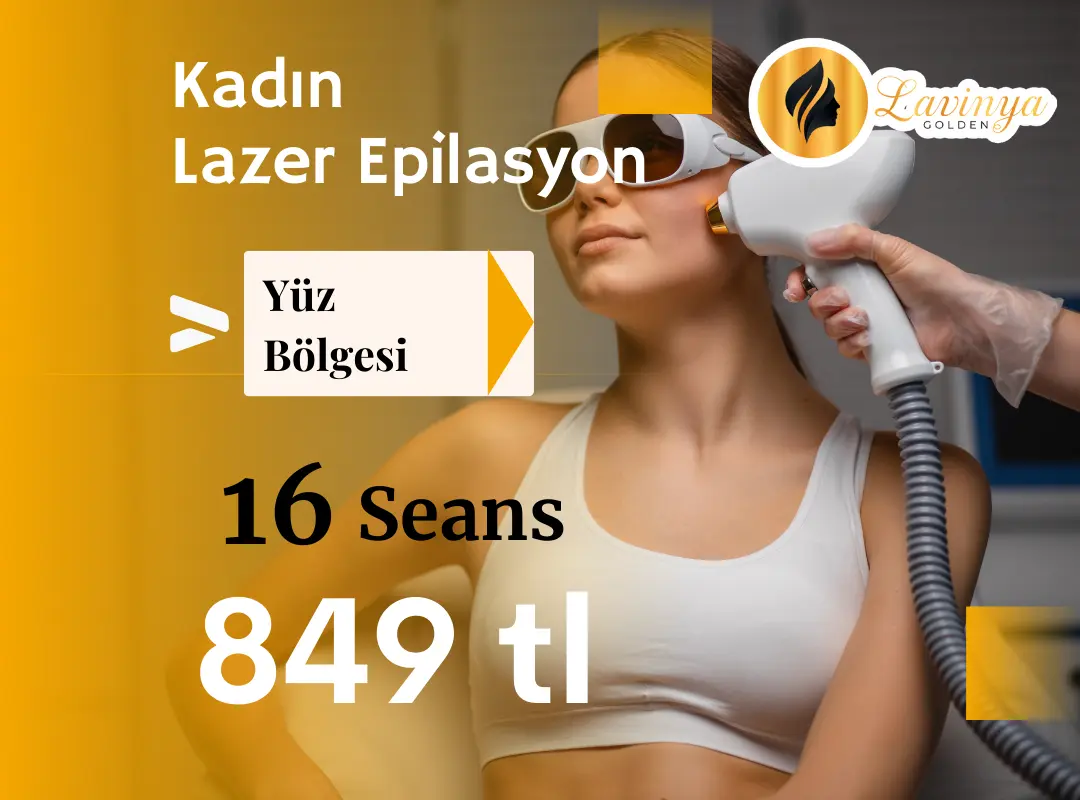 Kadın
Lazer Epilasyon
Lavinya
GOLDEN
Yüz
Bölgesi
16 Seans
849 tl